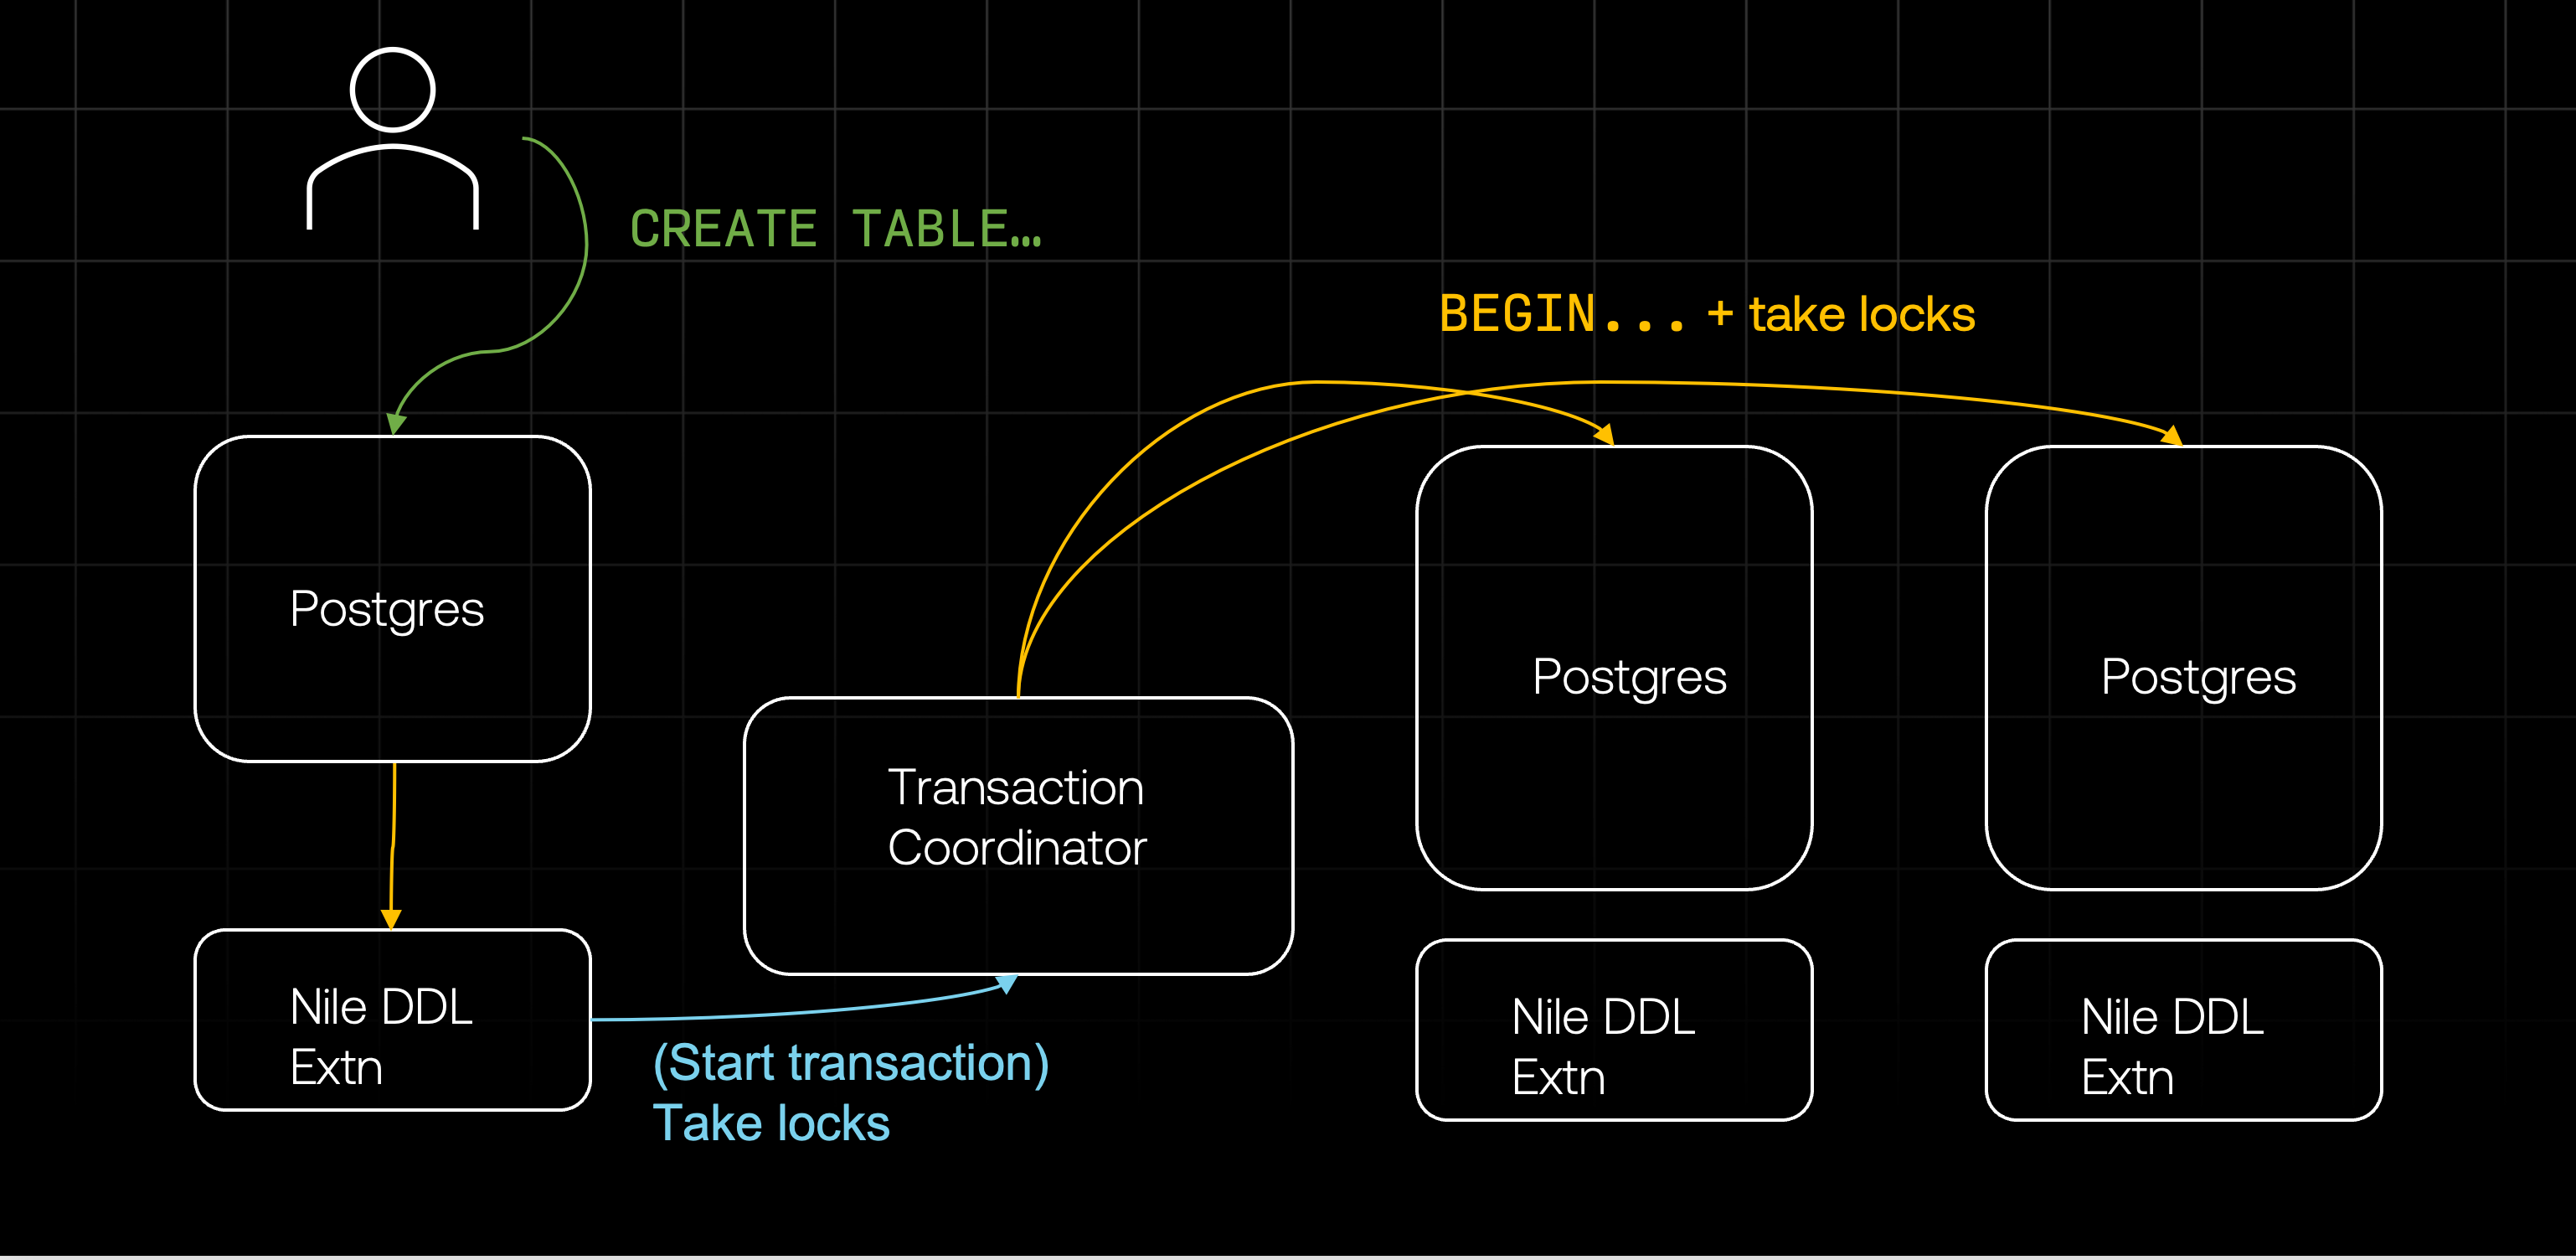 CREATE TABLE…
BEGIN... + take locks
Postgres
Postgres
Postgres
Transaction
Coordinator
Nile DDL
Extn
(Start transaction)
Take locks
Nile DDL
Extn
Nile DDL
Extn